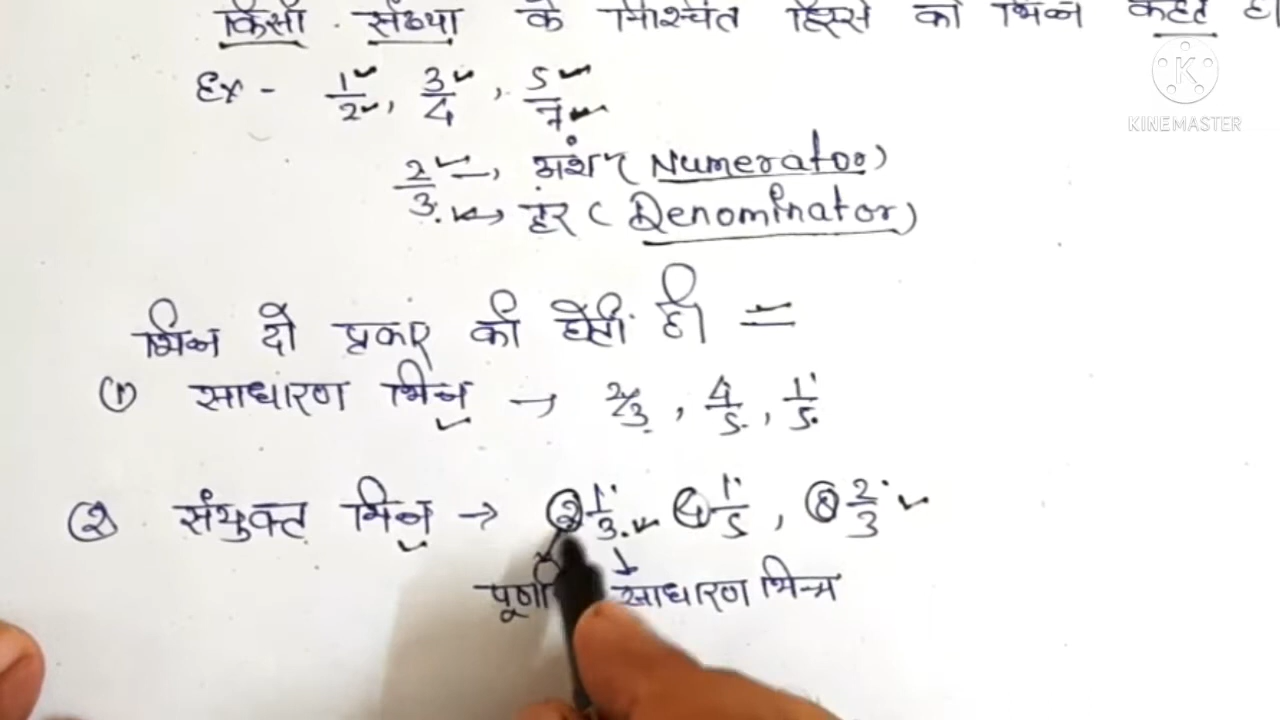 किसी संख्या के निश्चित हिस्से को भिन्न कहते है।
Ex - 1/2, 3/4, 5/7
2/3 → अंश ( Numerator )
→ हर ( Denominator )
भिन्न दो प्रकार की होती है। =
① साधारण भिन्न → 2/3, 4/5, 1/5
② संयुक्त भिन्न → 2 1/3 4 1/5, 8 2/3
साधारण भिन्न
KINEMASTER